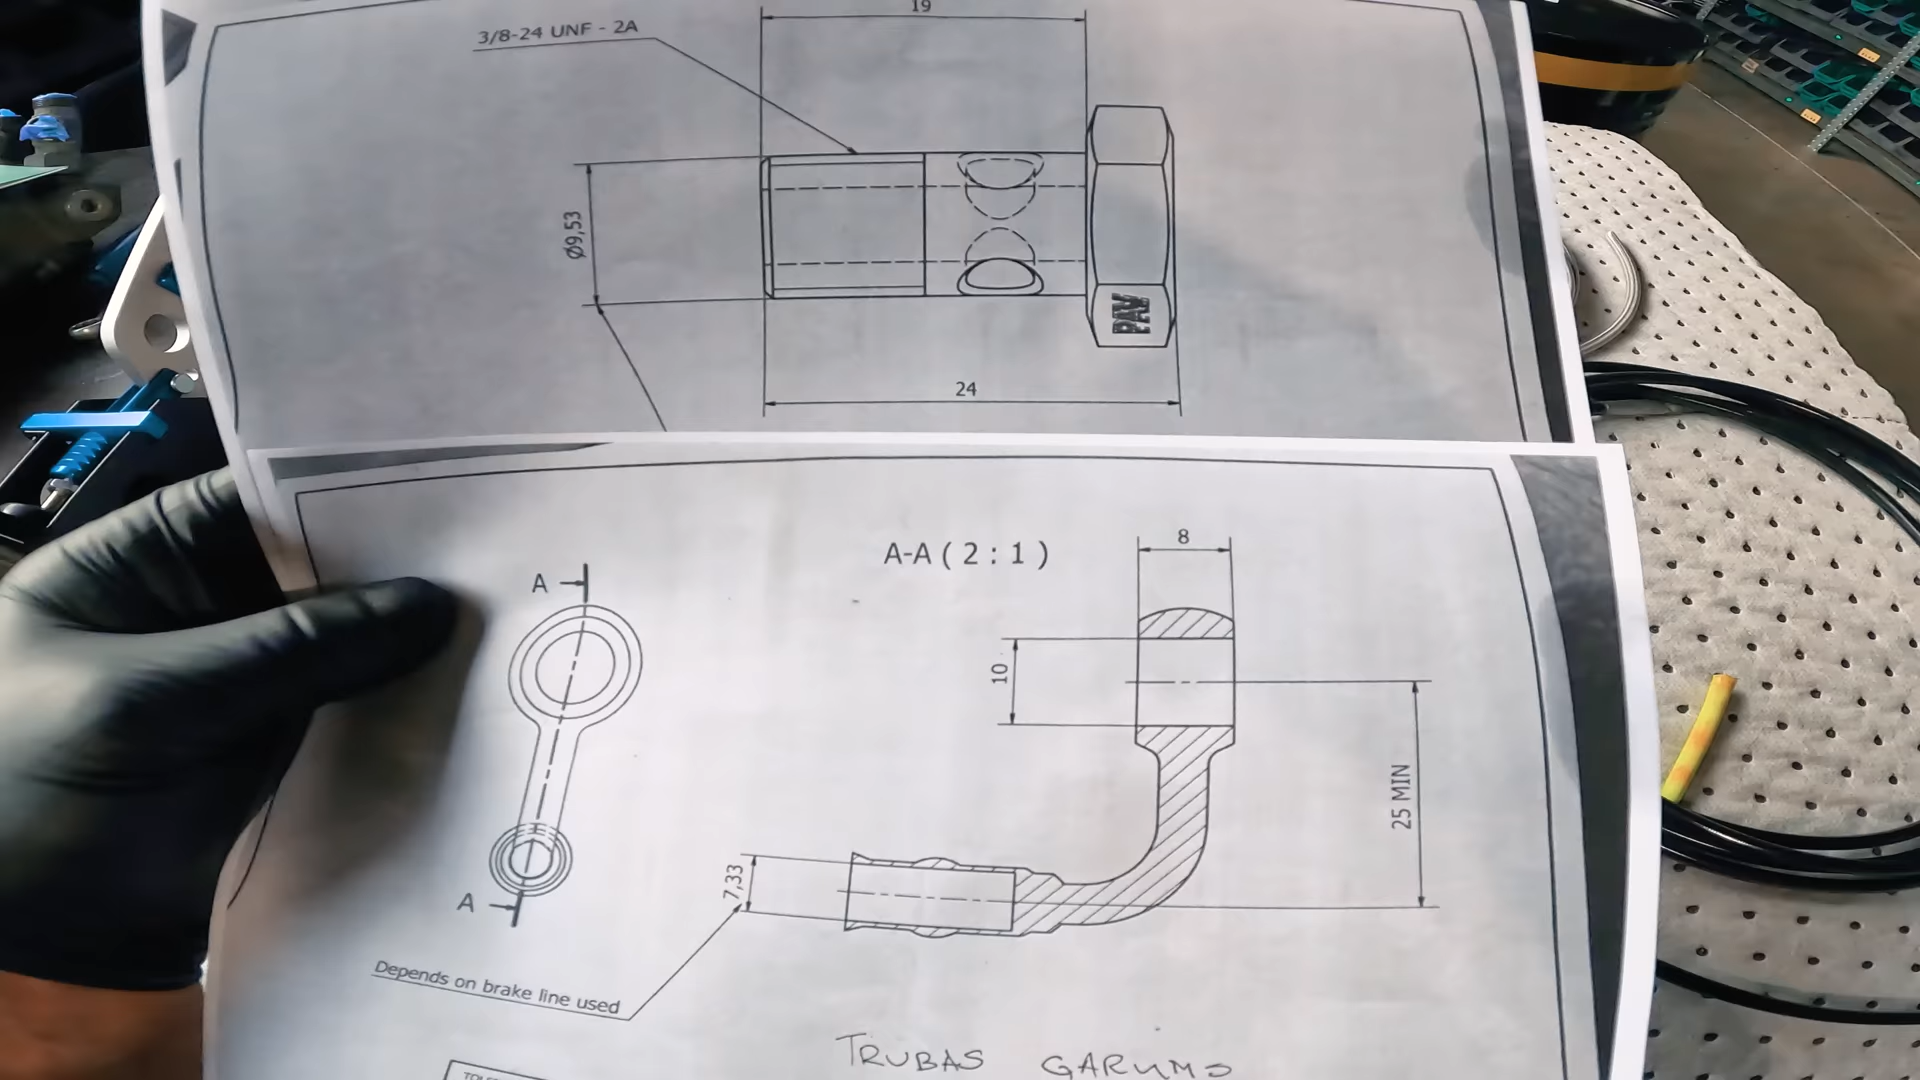 19
3/8-24 UNF - 2A
Ø9,53
PAW
24
A-A ( 2 : 1 )
8
A
10
25 MIN
7,33
A
Depends on brake line used
TRUBAS GARUMS